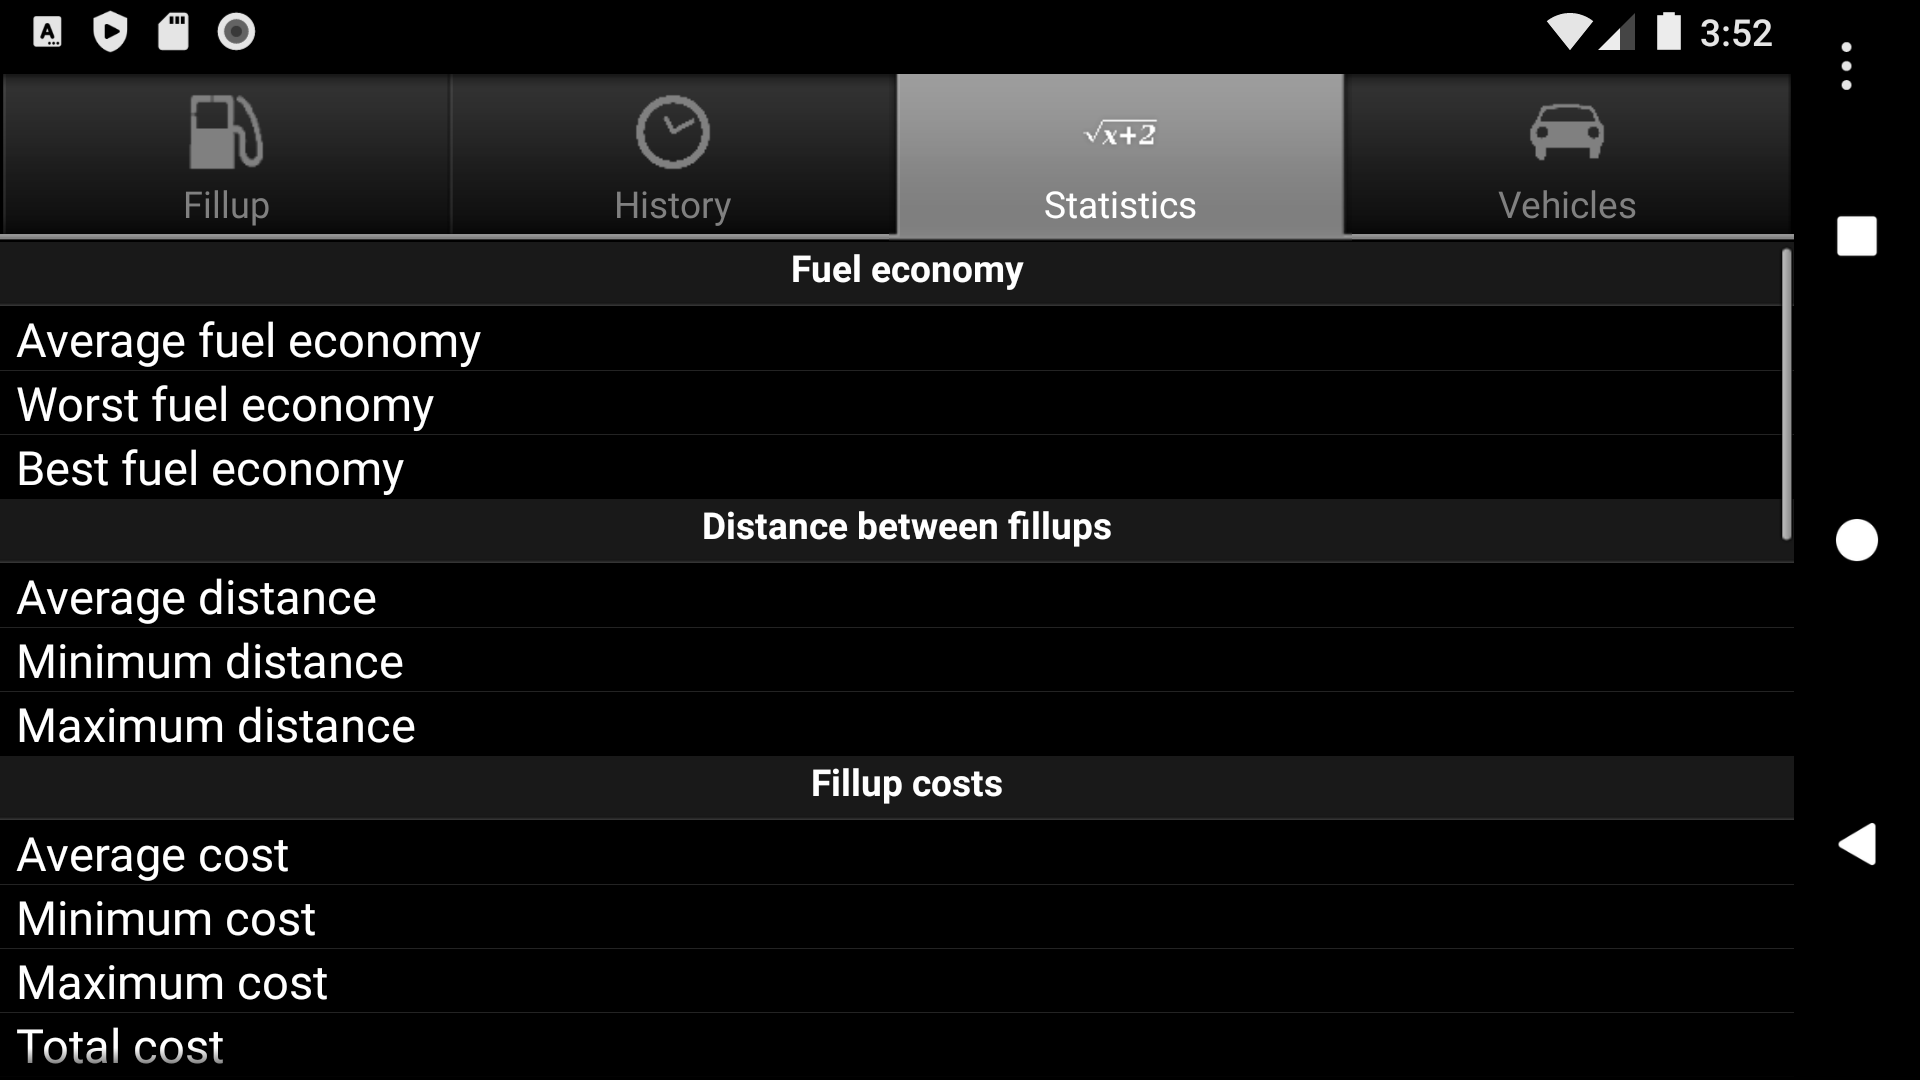 3:52
Fillup
History
√x+2
Statistics
Vehicles
Fuel economy
Average fuel economy
Worst fuel economy
Best fuel economy
Distance between fillups
Average distance
Minimum distance
Maximum distance
Fillup costs
Average cost
Minimum cost
Maximum cost
Total cost